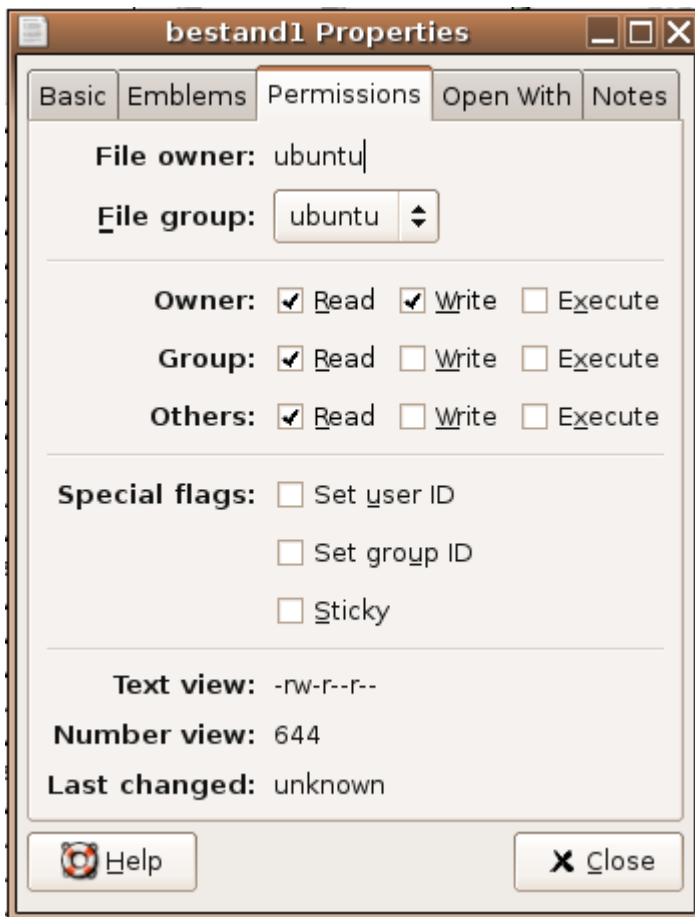 bestand1 Properties
Basic Emblems Permissions Open With Notes
File owner: ubuntu
File group: ubuntu
Owner: Read Write Execute
Group: Read Write Execute
Others: Read Write Execute
Special flags: Set user ID
Set group ID
Sticky
Text view: -rw-r--r--
Number view: 644
Last changed: unknown
Help Close